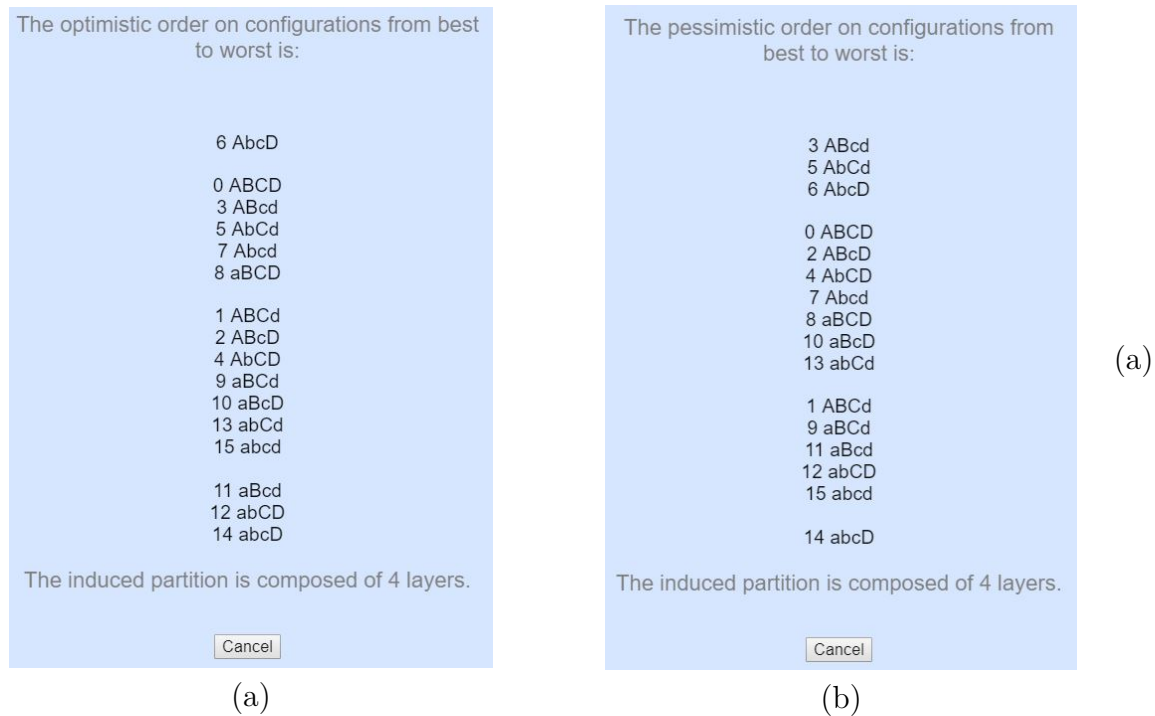 The optimistic order on configurations from best
to worst is:
6 AbcD
0 ABCD
3 ABcd
5 AbCd
7 Abcd
8 aBCD
1 ABCd
2 ABcD
4 AbCD
9 aBCd
10 aBcD
13 abCd
15 abcd
11 aBcd
12 abCD
14 abcD
The induced partition is composed of 4 layers.
Cancel
(a)
The pessimistic order on configurations from
best to worst is:
3 ABcd
5 AbCd
6 AbcD
0 ABCD
2 ABcD
4 AbCD
7 Abcd
8 aBCD
10 aBcD
13 abCd
1 ABCd
9 aBCd
11 aBcd
12 abCD
15 abcd
14 abcD
The induced partition is composed of 4 layers.
Cancel
(b)
(a)